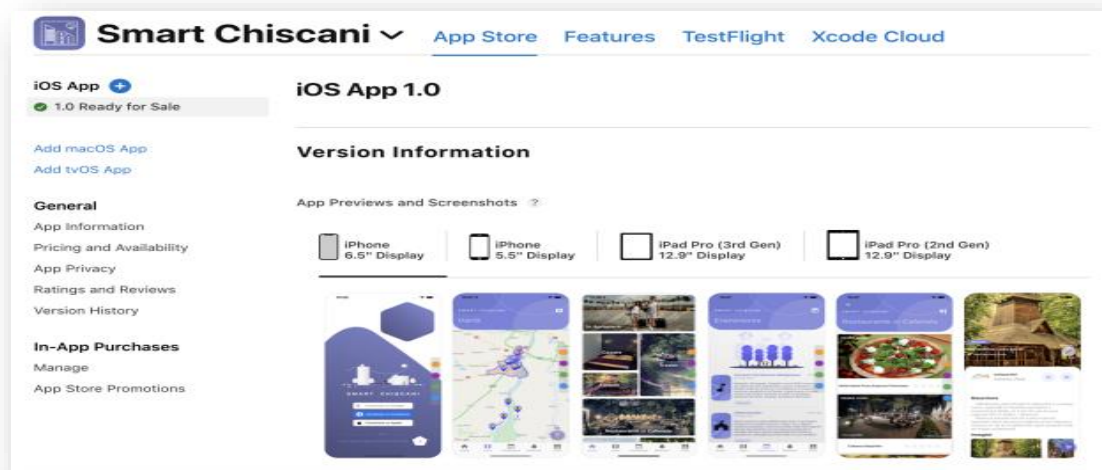 Smart Chiscani
App Store Features TestFlight Xcode Cloud
iOS App
1.0 Ready for Sale
Add macOS App
Add tvOS App
General
App Information
Pricing and Availability
App Privacy
Ratings and Reviews
Version History
In-App Purchases
Manage
App Store Promotions
iOS App 1.0
Version Information
App Previews and Screenshots ?
iPhone
6.5" Display
iPhone
5.5" Display
iPad Pro (3rd Gen)
12.9" Display
iPad Pro (2nd Gen)
12.9" Display
SMART CHISCANI